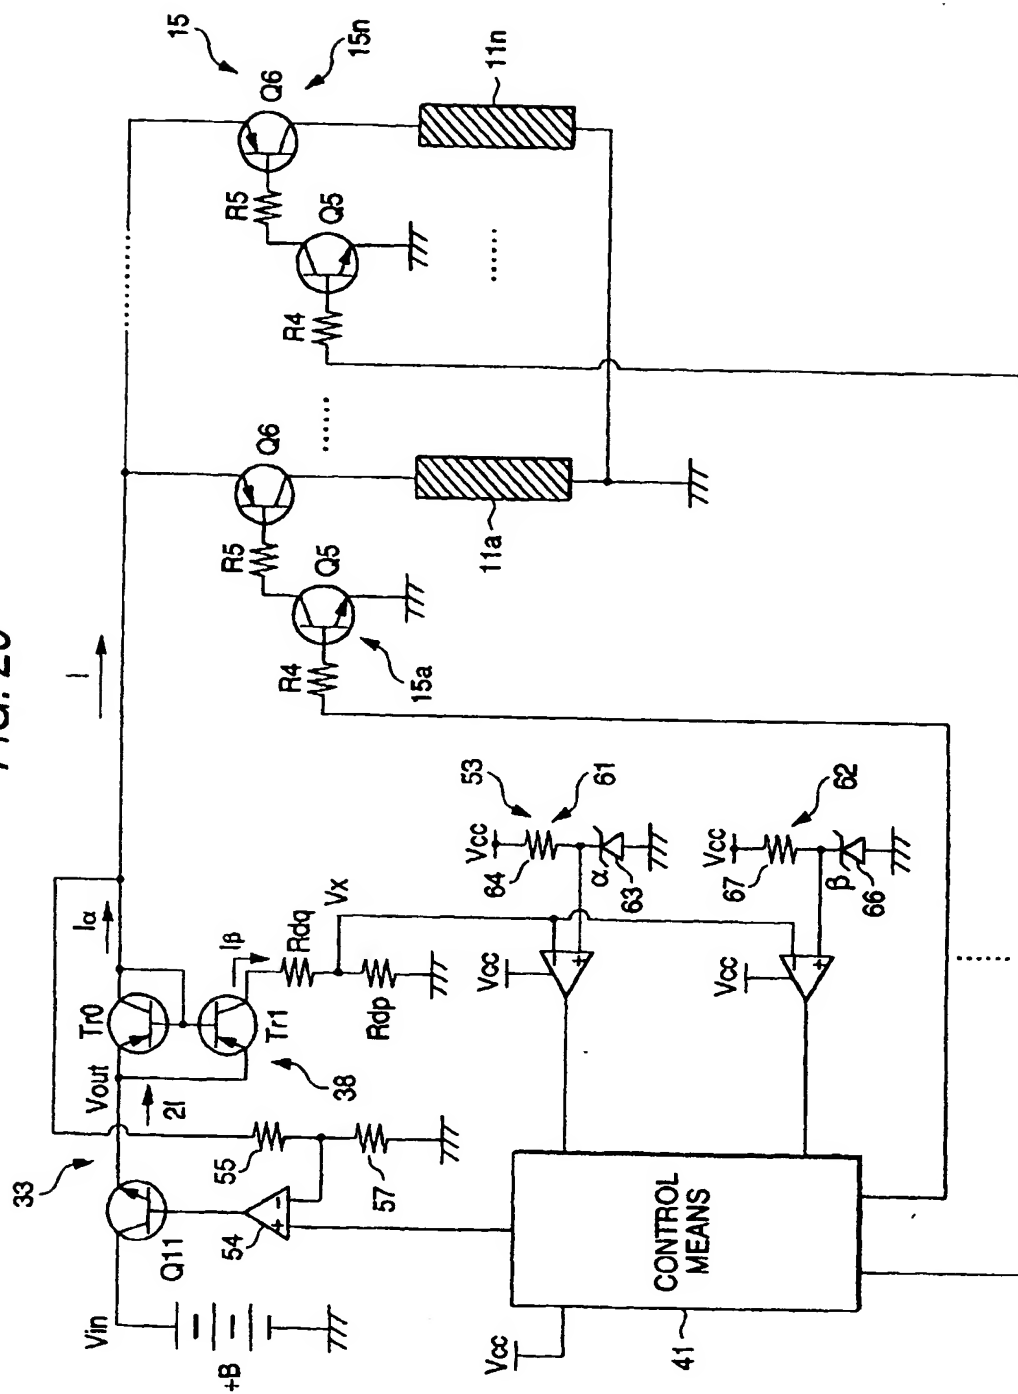 FIG.
33
Vin
+B
Q11
Vout
2I
Tr0
Iα
I
Tr1
Iβ
38
Rdq
Vx
Rdp
54
55
57
Vcc
CONTROL
MEANS
41
Vcc
Vcc
53
61
64
α
63
Vcc
Vcc
62
67
β
66
R4
Q5
R5
Q6
15a
11a
......
......
R4
Q5
R5
Q6
15
15n
11n
......
......
+
-
-
+
-
+